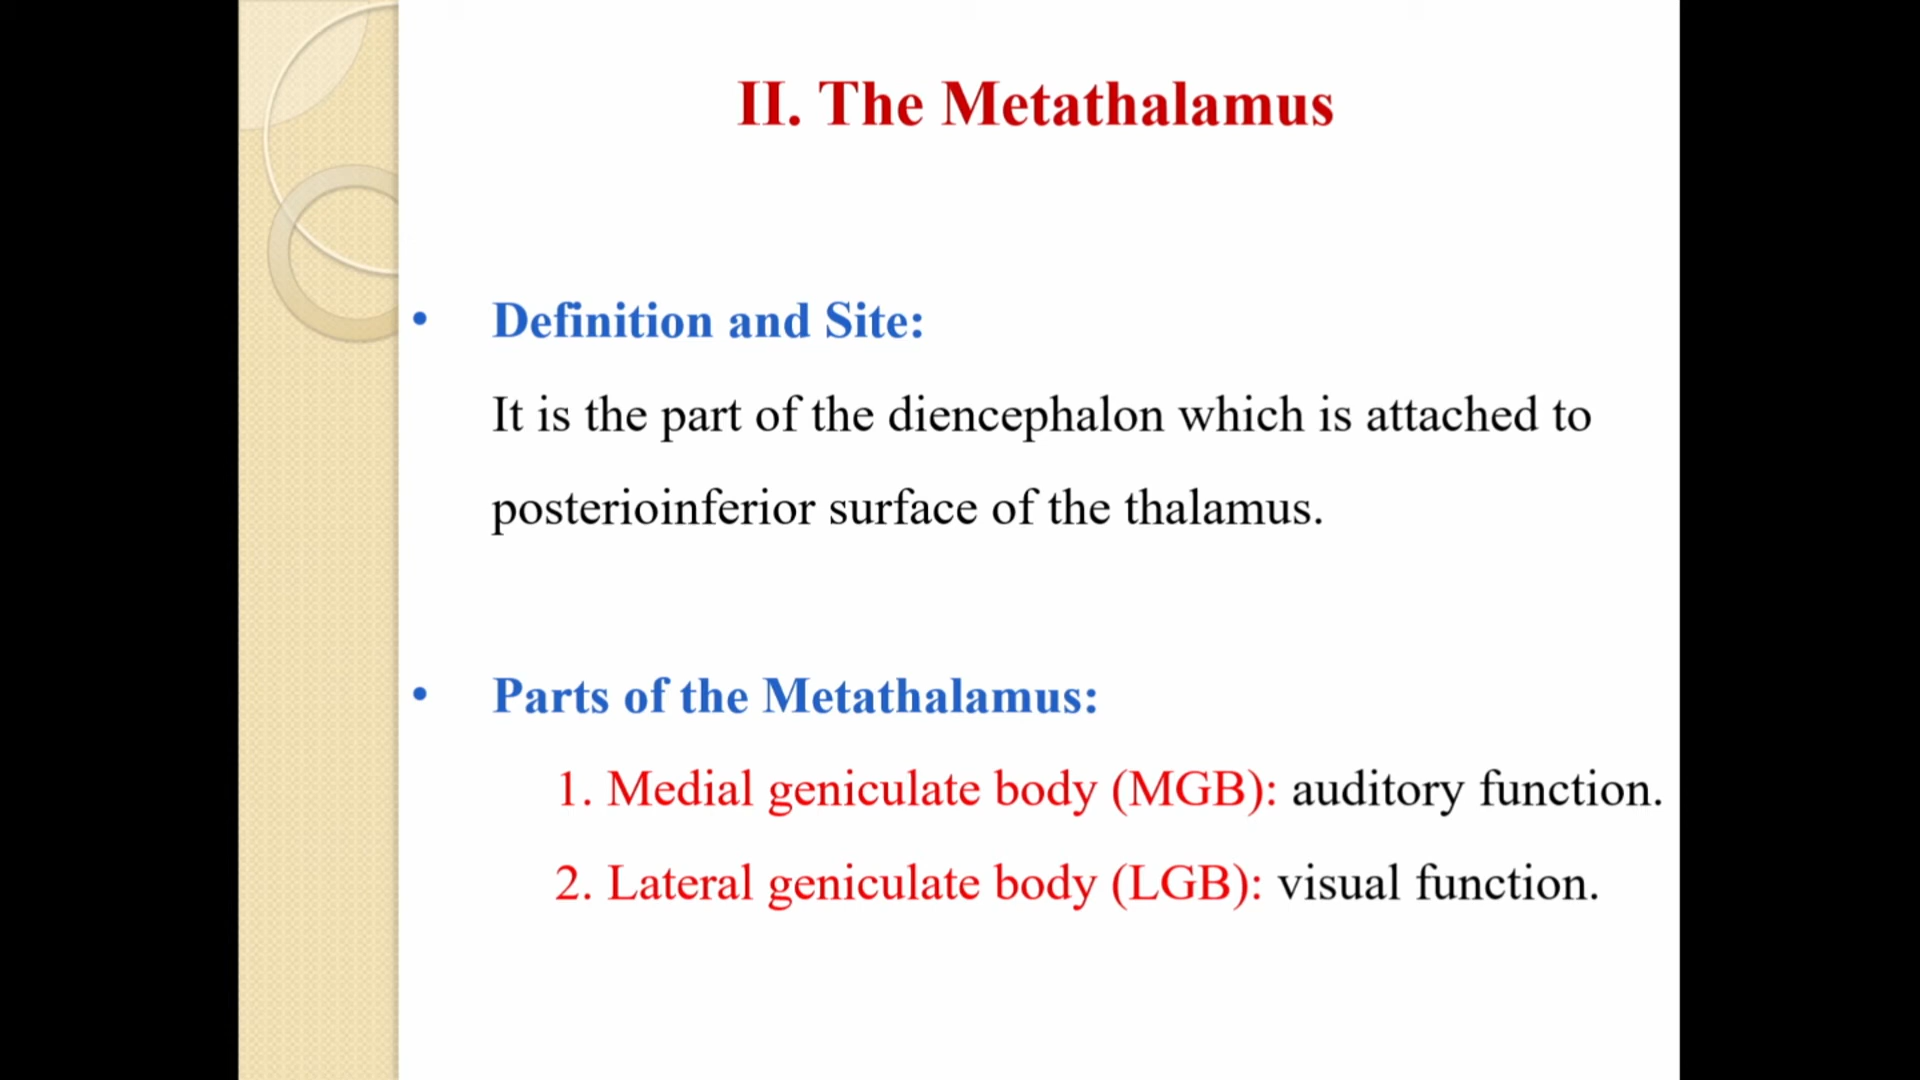 II. The Metathalamus
• Definition and Site:
It is the part of the diencephalon which is attached to
posterioinferior surface of the thalamus.
• Parts of the Metathalamus:
1. Medial geniculate body (MGB): auditory function.
2. Lateral geniculate body (LGB): visual function.